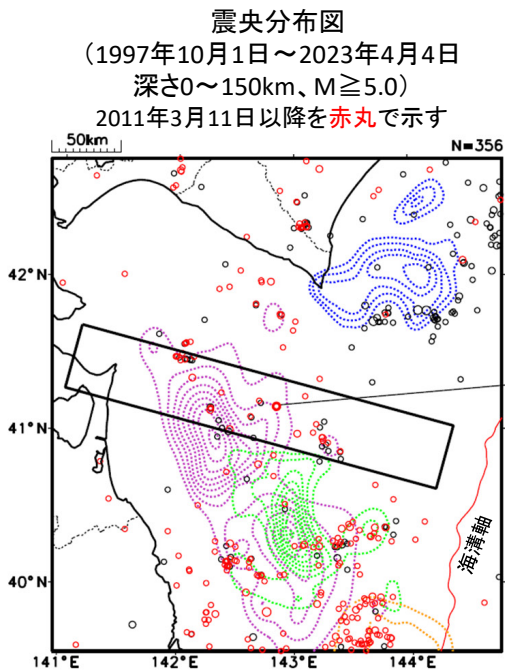 震央分布図
(1997年10月1日～2023年4月4日
深さ0～150km、M≧5.0)
2011年3月11日以降を赤丸で示す
50km
N=356
42°N
41°N
40°N
海溝軸
141°E
142°E
143°E
144°E